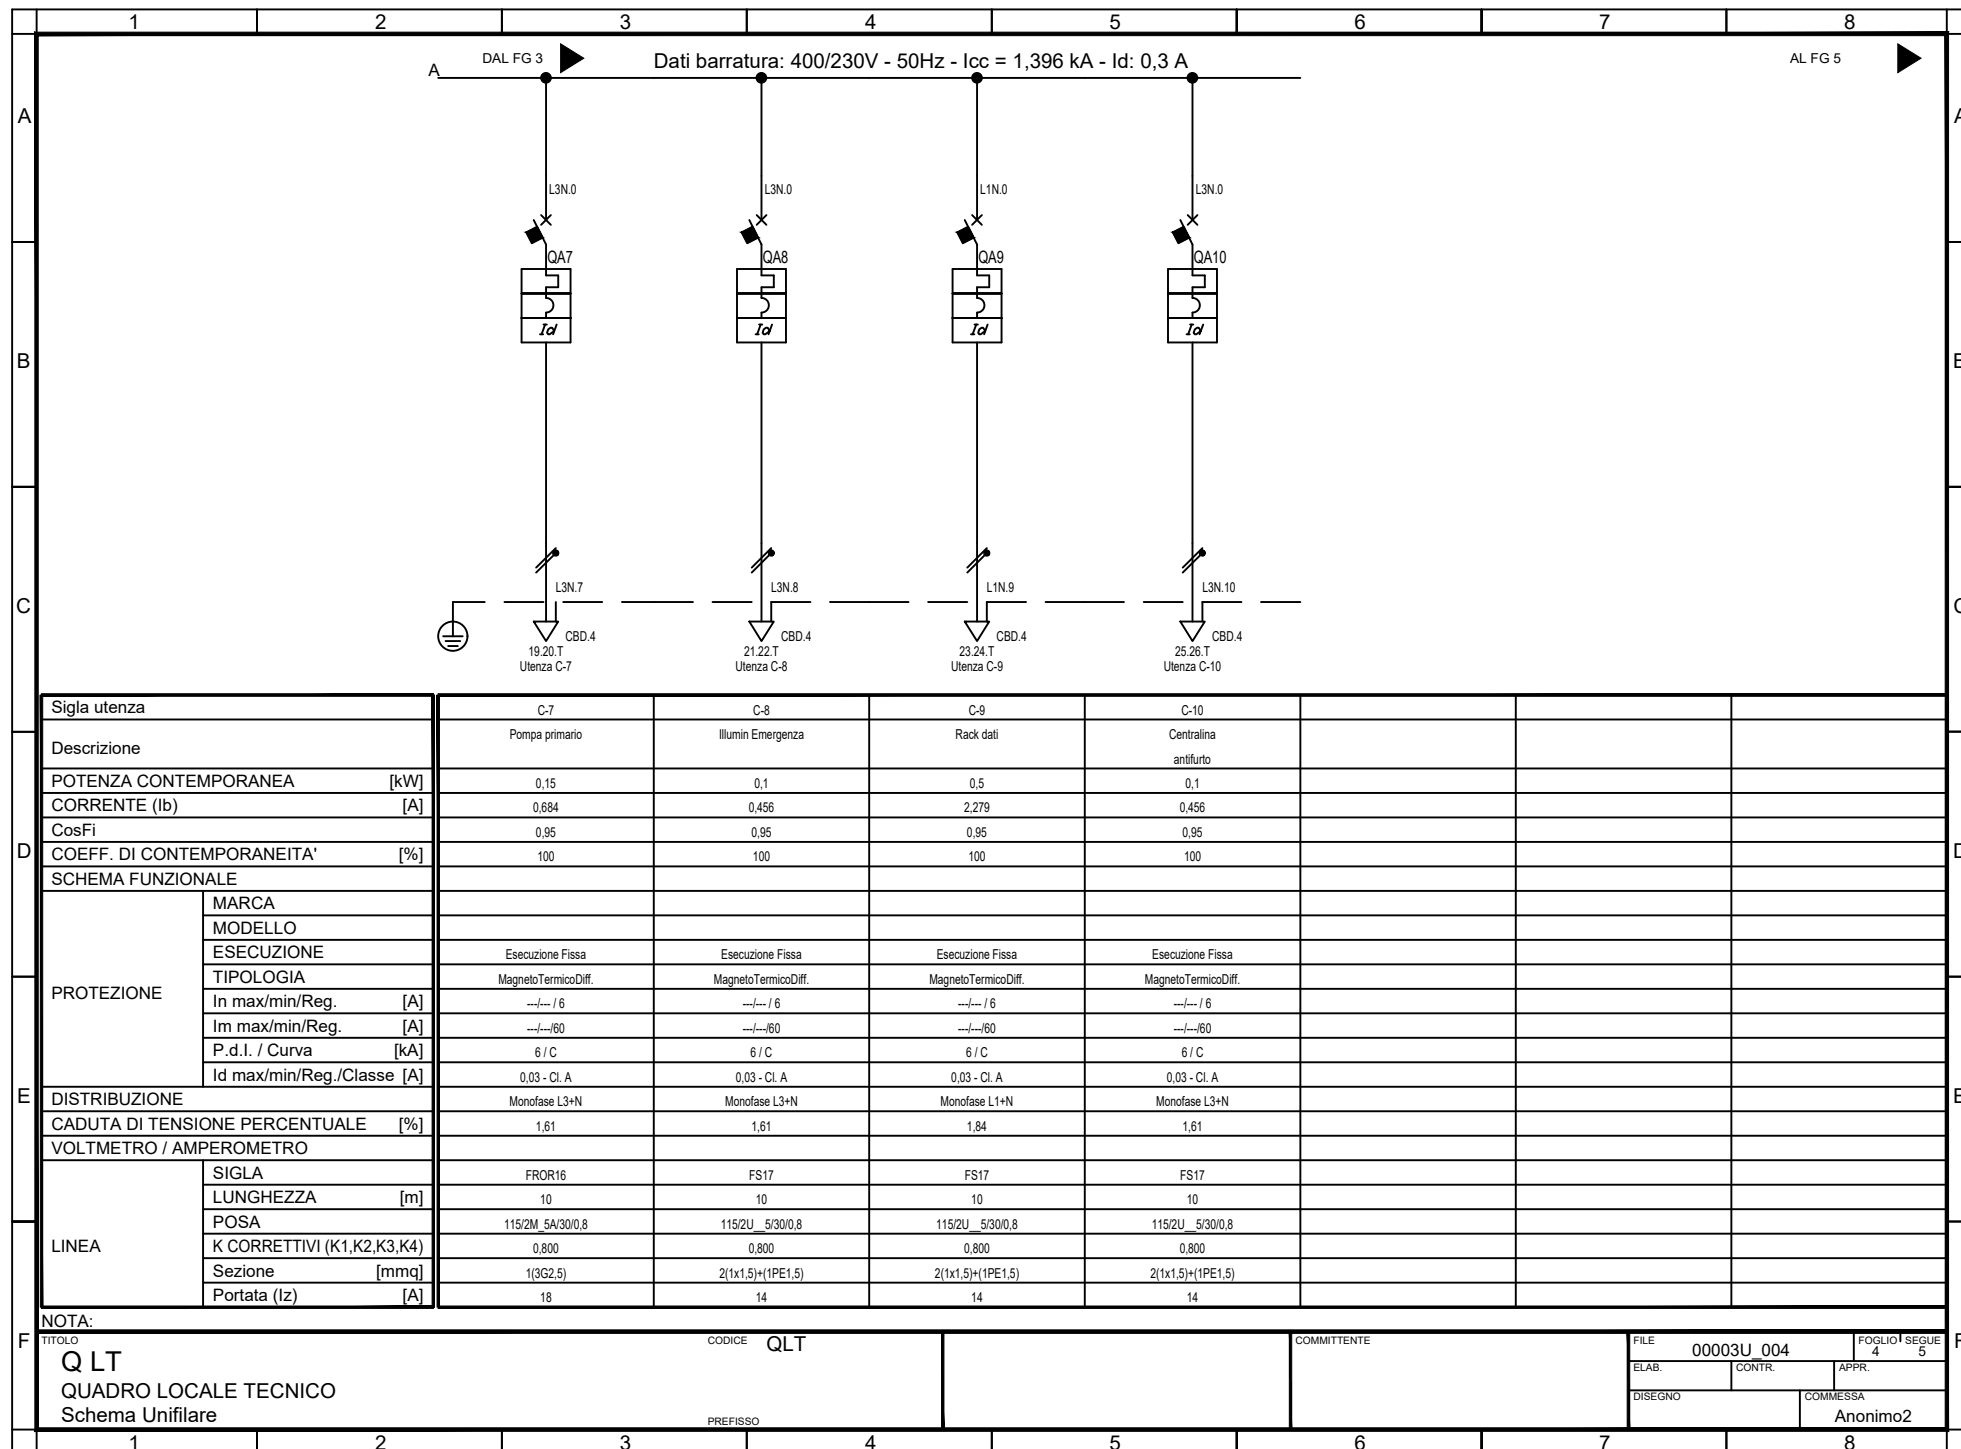 1 2 3 4 5 6 7 8
DAL FG 3 Dati barratura: 400/230V - 50Hz - Icc = 1,396 kA - Id: 0,3 A AL FG 5
A
A A
L3N.0 L3N.0 L1N.0 L3N.0
QA7 QA8 QA9 QA10
Id Id Id Id
B B
L3N.7 L3N.8 L1N.9 L3N.10
C C
CBD.4 CBD.4 CBD.4 CBD.4
19.20.T 21.22.T 23.24.T 25.26.T
Utenza C-7 Utenza C-8 Utenza C-9 Utenza C-10
Sigla utenza C-7 C-8 C-9 C-10
Descrizione Pompa primario Illumin Emergenza Rack dati Centralina
antifurto
POTENZA CONTEMPORANEA [kW] 0,15 0,1 0,5 0,1
CORRENTE (Ib) [A] 0,684 0,456 2,279 0,456
CosFi 0,95 0,95 0,95 0,95
D COEFF. DI CONTEMPORANEITA' [%] 100 100 100 100 D
SCHEMA FUNZIONALE
PROTEZIONE
MARCA
MODELLO
ESECUZIONE Esecuzione Fissa Esecuzione Fissa Esecuzione Fissa Esecuzione Fissa
TIPOLOGIA MagnetoTermicoDiff. MagnetoTermicoDiff. MagnetoTermicoDiff. MagnetoTermicoDiff.
In max/min/Reg. [A] ---/--- / 6 ---/--- / 6 ---/--- / 6 ---/--- / 6
Im max/min/Reg. [A] ---/---/60 ---/---/60 ---/---/60 ---/---/60
P.d.I. / Curva [kA] 6 / C 6 / C 6 / C 6 / C
Id max/min/Reg./Classe [A] 0,03 - Cl. A 0,03 - Cl. A 0,03 - Cl. A 0,03 - Cl. A
E DISTRIBUZIONE Monofase L3+N Monofase L3+N Monofase L1+N Monofase L3+N E
CADUTA DI TENSIONE PERCENTUALE [%] 1,61 1,61 1,84 1,61
VOLTMETRO / AMPEROMETRO
LINEA
SIGLA FROR16 FS17 FS17 FS17
LUNGHEZZA [m] 10 10 10 10
POSA 115/2M_5A/30/0,8 115/2U__5/30/0,8 115/2U__5/30/0,8 115/2U__5/30/0,8
K CORRETTIVI (K1,K2,K3,K4) 0,800 0,800 0,800 0,800
Sezione [mmq] 1(3G2,5) 2(1x1,5)+(1PE1,5) 2(1x1,5)+(1PE1,5) 2(1x1,5)+(1PE1,5)
Portata (Iz) [A] 18 14 14 14
NOTA:
F F
TITOLO CODICE QLT COMMITTENTE FILE 00003U_004 FOGLIO 4 SEGUE 5
Q LT
ELAB. CONTR. APPR.
QUADRO LOCALE TECNICO
DISEGNO COMMESSA
Schema Unifilare PREFISSO Anonimo2
1 2 3 4 5 6 7 8